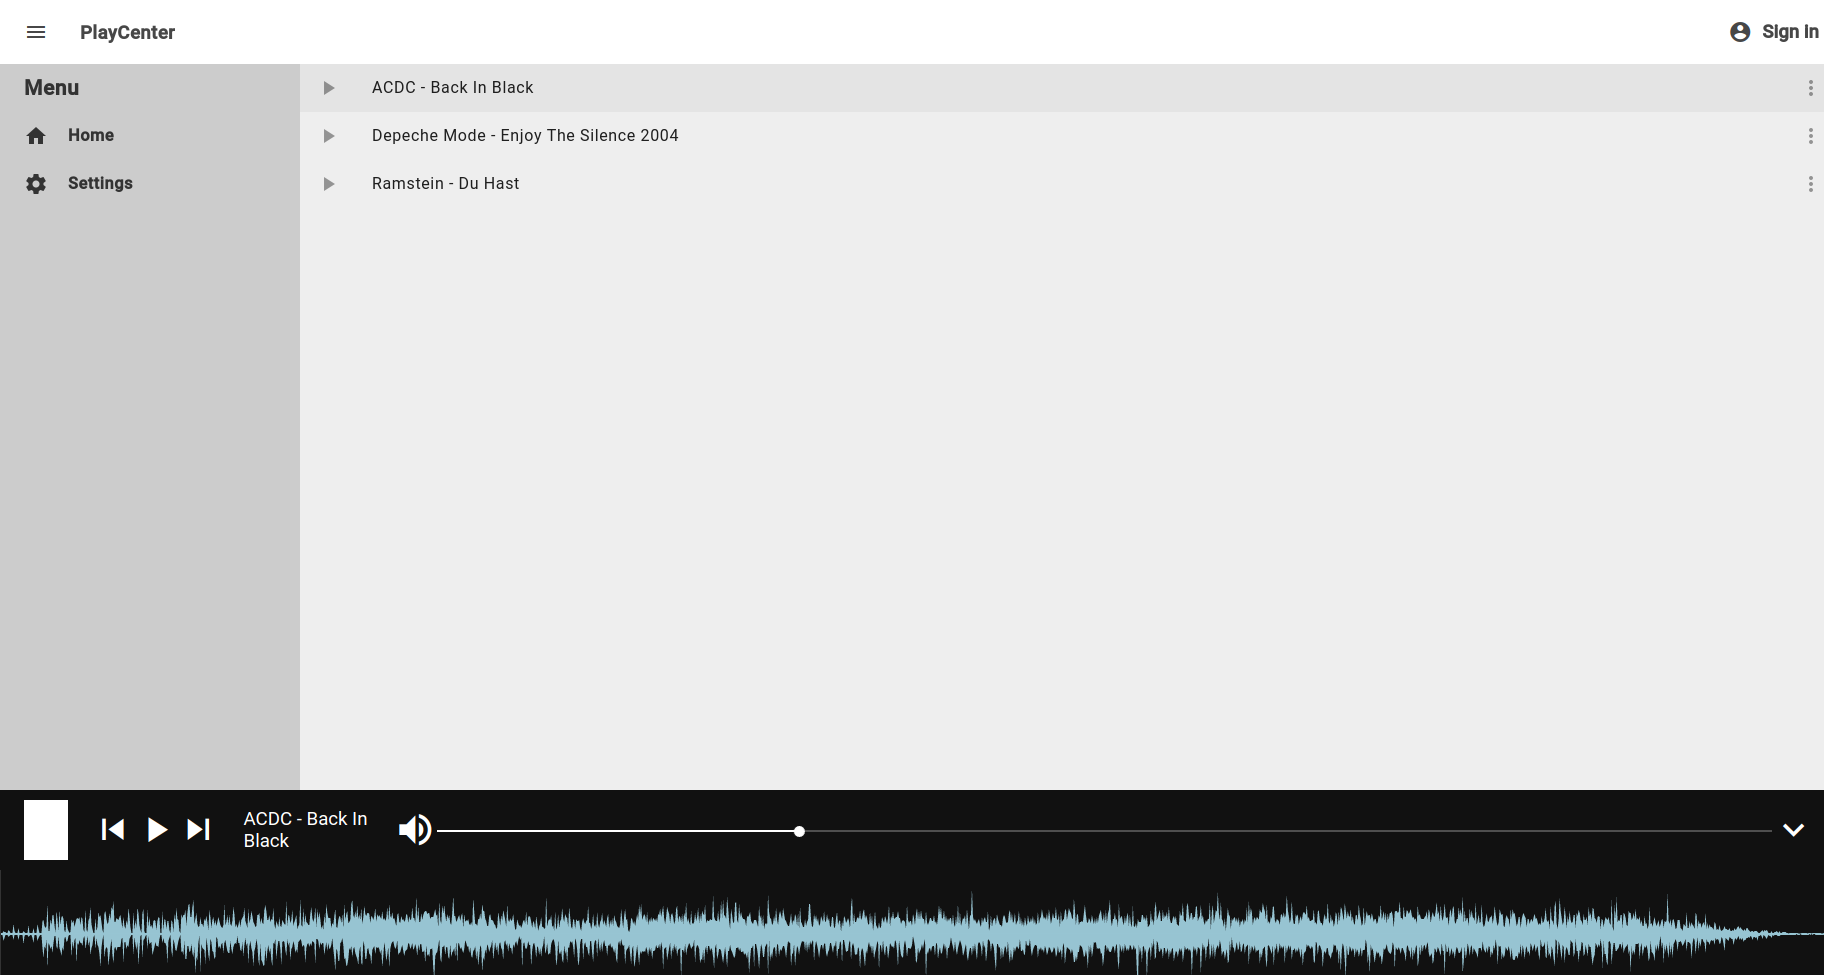 PlayCenter
Sign In
Menu
Home
Settings
ACDC - Back In Black
Depeche Mode - Enjoy The Silence 2004
Ramstein - Du Hast
ACDC - Back In
Black